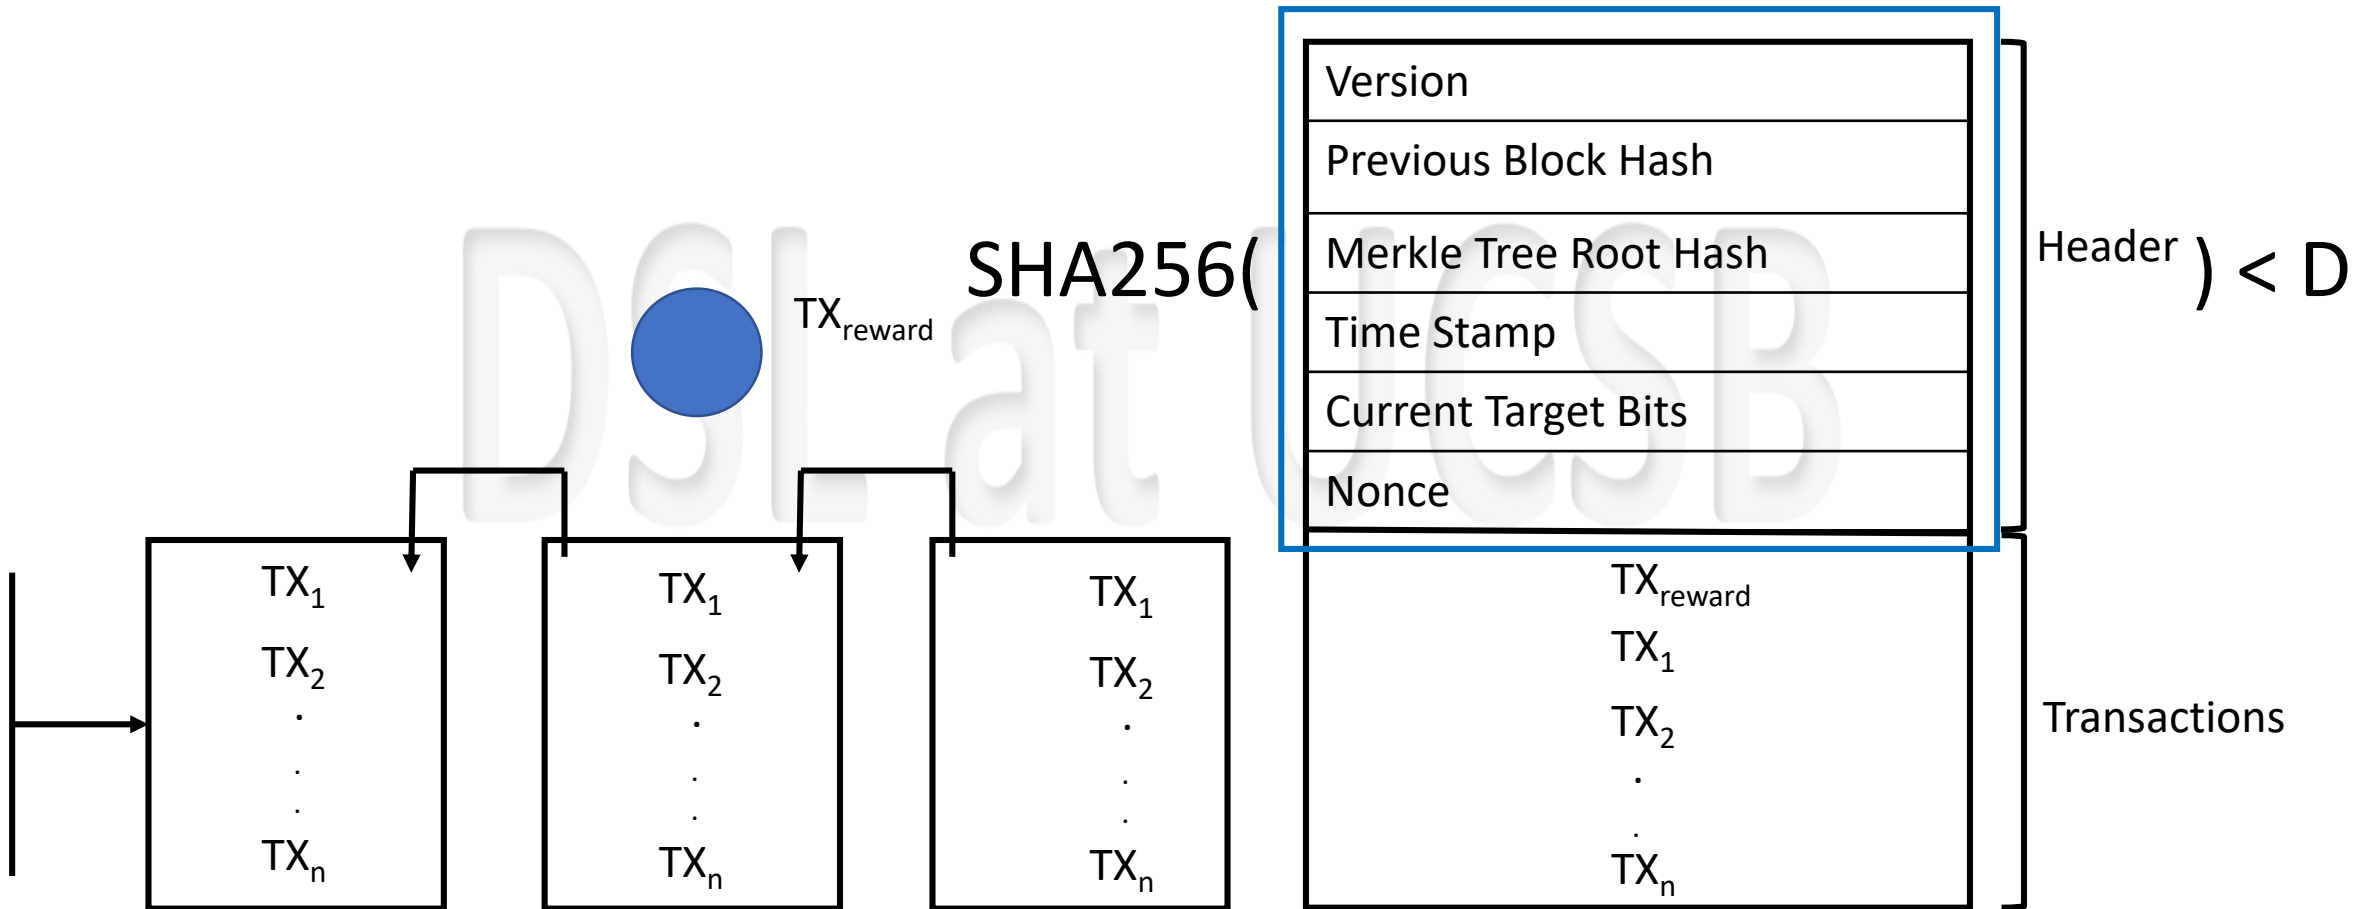 Version
Previous Block Hash
Merkle Tree Root Hash
Time Stamp
Current Target Bits
Nonce
SHA256(
Header
) < D
TXreward
DSL at UCSB
TX1
TX2
.
.
.
TXn
TX1
TX2
.
.
.
TXn
TX1
TX2
.
.
.
TXn
TXreward
TX1
TX2
.
.
TXn
Transactions